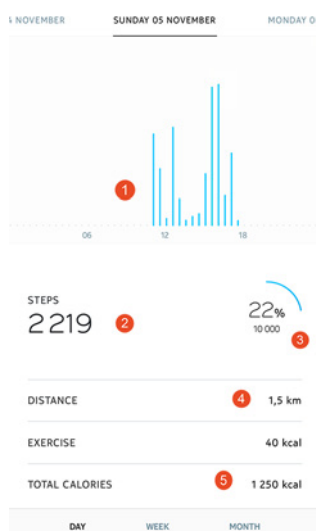 NOVEMBER SUNDAY 05 NOVEMBER MONDAY 0
1
06 12 18
STEPS
2 219 2
22%
10 000
3
DISTANCE 4 1,5 km
EXERCISE 40 kcal
TOTAL CALORIES 5 1 250 kcal
DAY WEEK MONTH